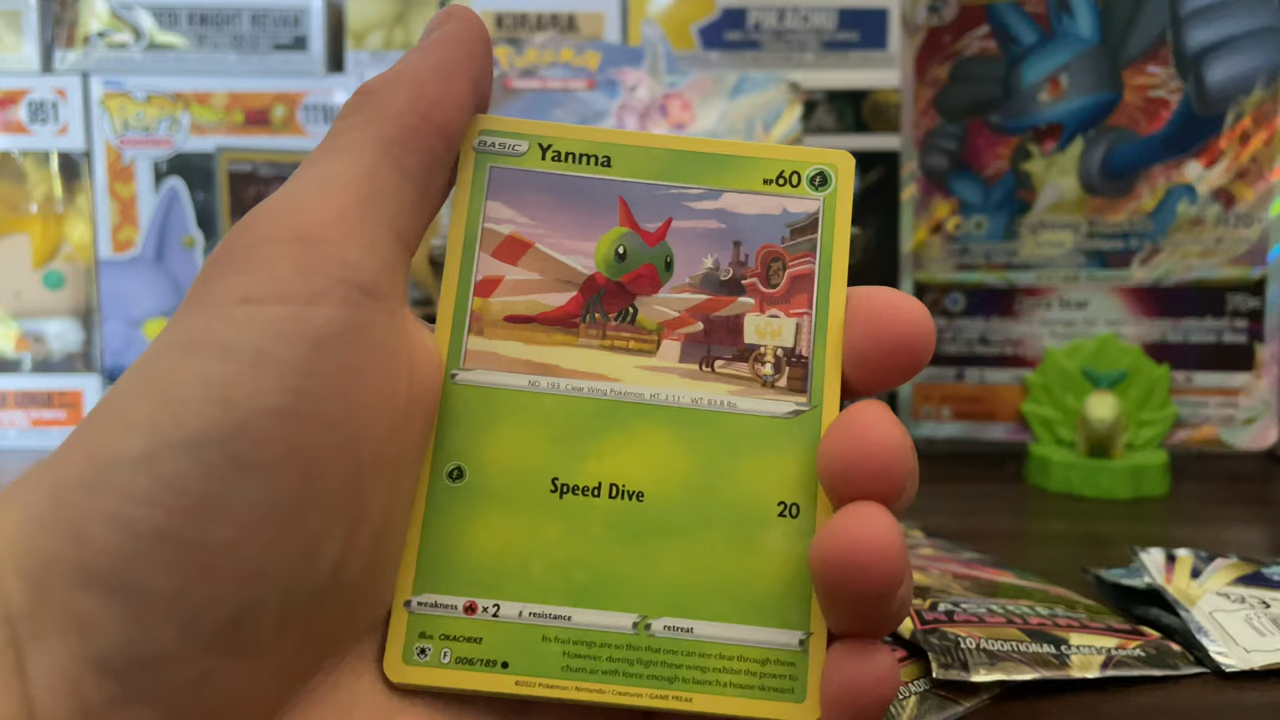 KIRARA
PIKACHU
951
Pop!
Pokémon
BASIC Yanma HP 60
NO. 193 Clear Wing Pokémon HT: 3'11" WT: 83.8 lbs.
Speed Dive 20
weakness ×2 resistance retreat
Illus. OKACHEKE
Its frail wings are so thin that one can see clear through them.
However, during flight these wings exhibit the power to
churn air with force enough to launch a house skyward.
F 006/189
©2022 Pokémon / Nintendo / Creatures / GAME FREAK
ASTRAL
RADIANCE
10 ADDITIONAL GAME CARDS